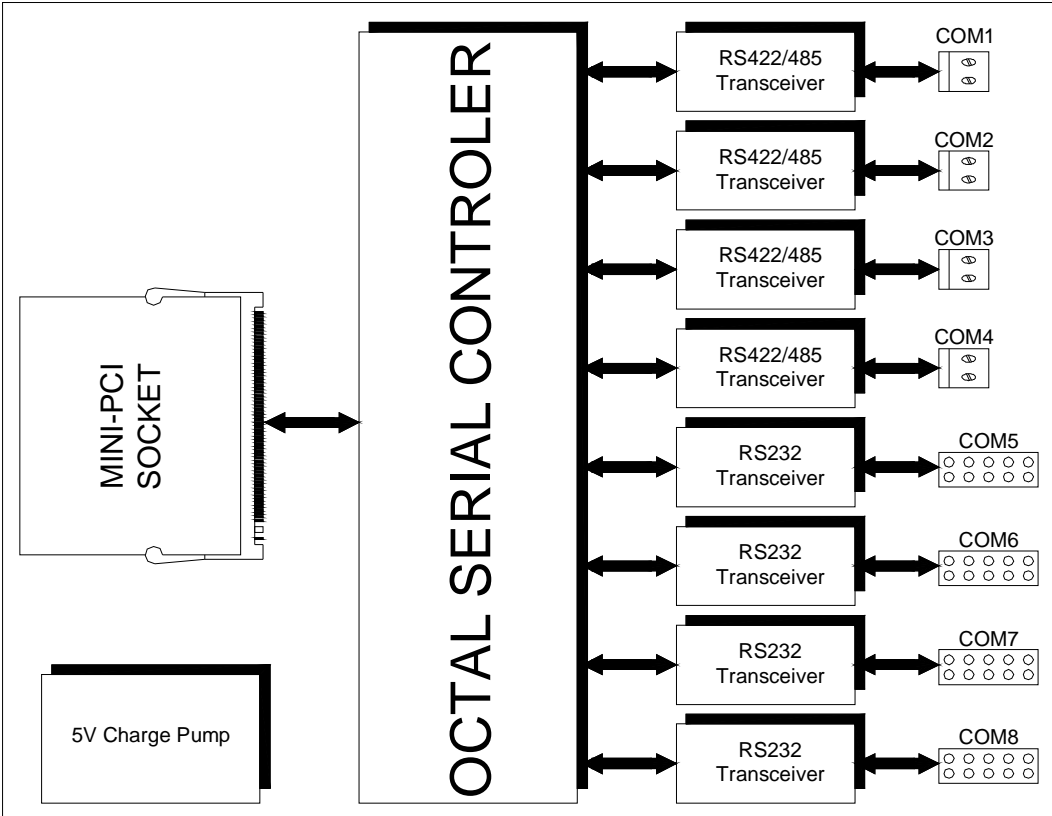 MINI-PCI
SOCKET
5V Charge Pump
OCTAL SERIAL CONTROLER
RS422/485
Transceiver
COM1
RS422/485
Transceiver
COM2
RS422/485
Transceiver
COM3
RS422/485
Transceiver
COM4
RS232
Transceiver
COM5
RS232
Transceiver
COM6
RS232
Transceiver
COM7
RS232
Transceiver
COM8